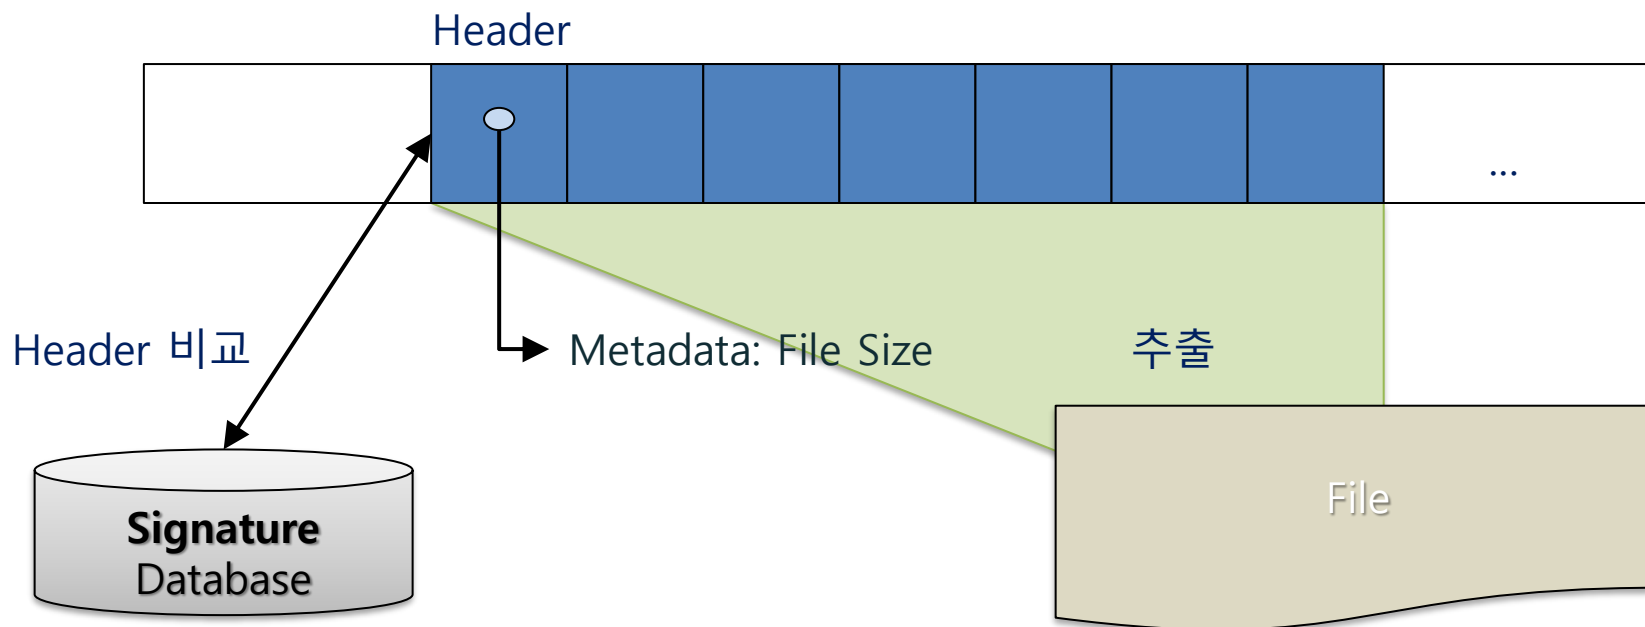 Header
...
Header 비교
Metadata: File Size
추출
File
Signature
Database